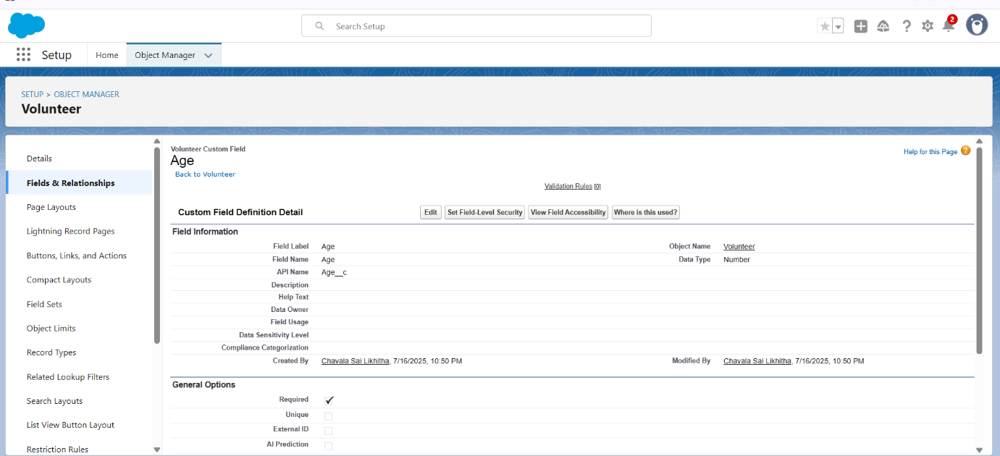 Search Setup
2
Setup
Home
Object Manager
SETUP > OBJECT MANAGER
Volunteer
Details
Fields & Relationships
Page Layouts
Lightning Record Pages
Buttons, Links, and Actions
Compact Layouts
Field Sets
Object Limits
Record Types
Related Lookup Filters
Search Layouts
List View Button Layout
Restriction Rules
Volunteer Custom Field
Age
Help for this Page ?
Back to Volunteer
Validation Rules [0]
Custom Field Definition Detail
Edit
Set Field-Level Security
View Field Accessibility
Where is this used?
Field Information
Field Label Age Object Name Volunteer
Field Name Age Data Type Number
API Name Age__c
Description
Help Text
Data Owner
Field Usage
Data Sensitivity Level
Compliance Categorization
Created By Chavala Sai Likhitha, 7/16/2025, 10:50 PM Modified By Chavala Sai Likhitha, 7/16/2025, 10:50 PM
General Options
Required
Unique
External ID
AI Prediction